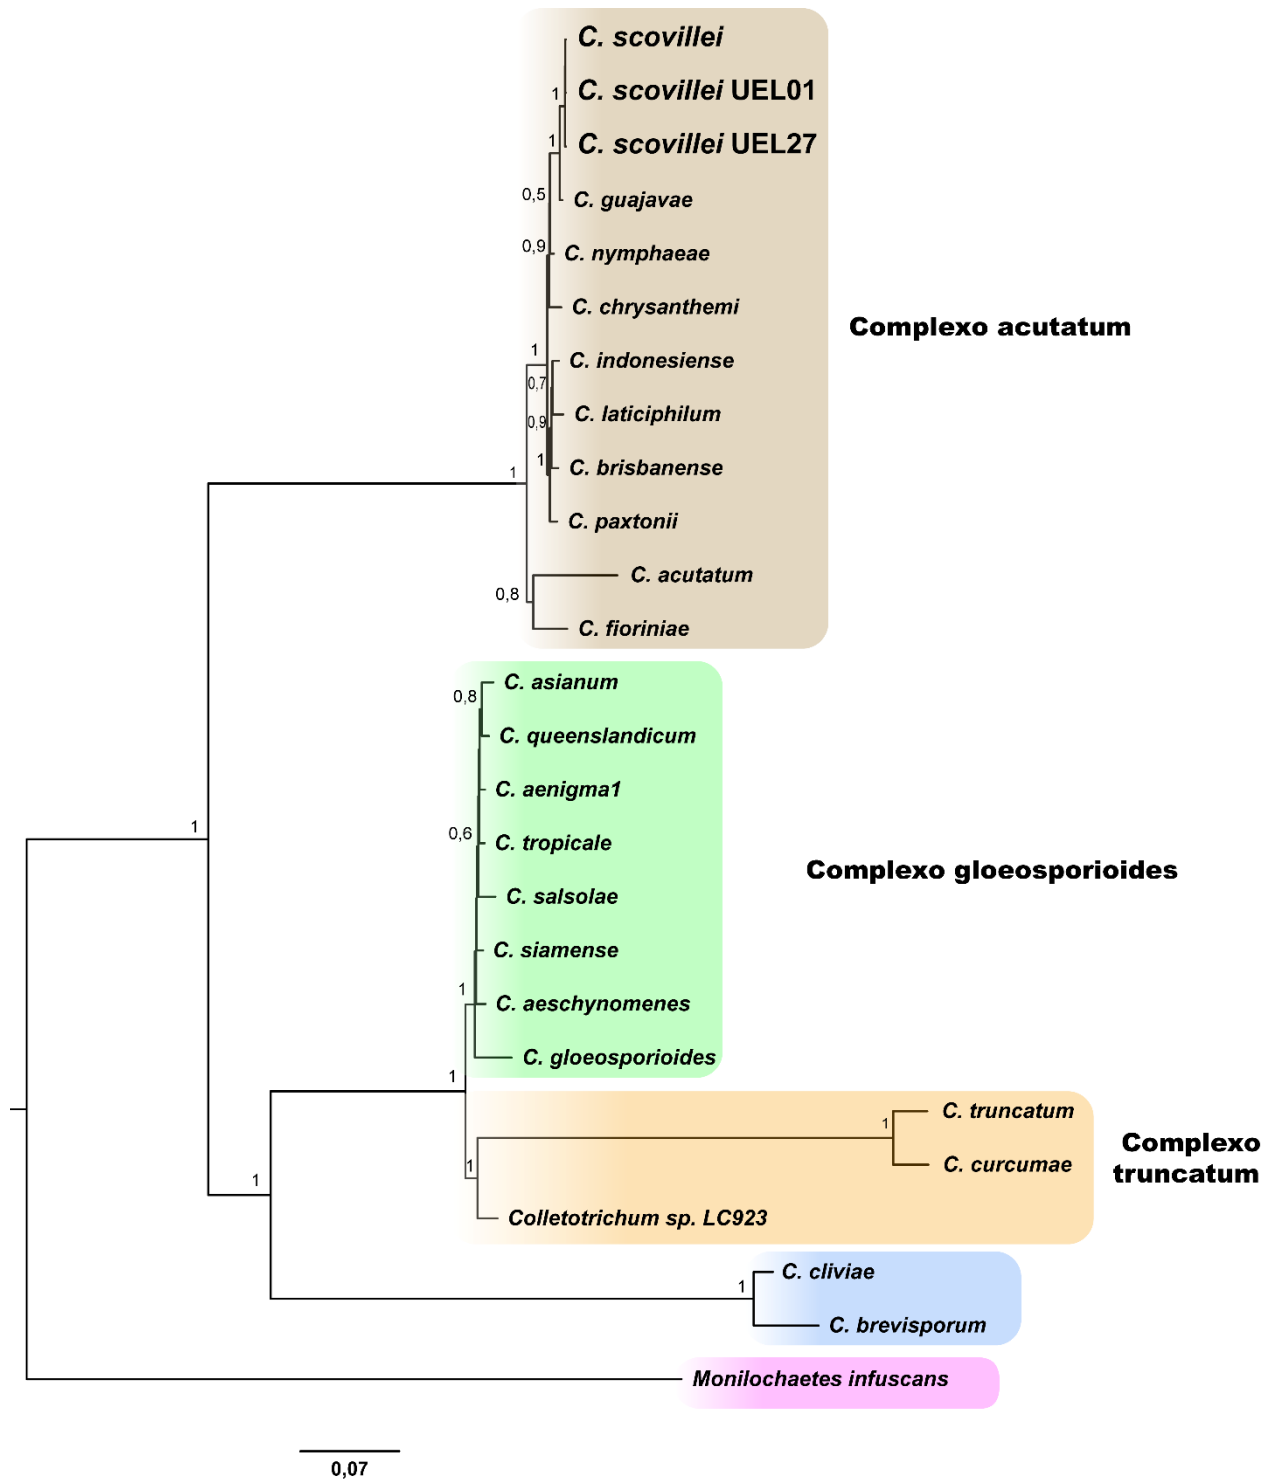 C. scovillei
1
C. scovillei UEL01
1
C. scovillei UEL27
0,5
C. guajavae
0,9
C. nymphaeae
C. chrysanthemi
Complexo acutatum
1
C. indonesiense
0,7
C. laticiphilum
0,9
1
C. brisbanense
1
C. paxtonii
C. acutatum
0,8
C. fioriniae
C. asianum
0,8
C. queenslandicum
C. aenigma1
1
0,6
C. tropicale
Complexo gloeosporioides
C. salsolae
C. siamense
1
C. aeschynomenes
C. gloeosporioides
1
C. truncatum
1
Complexo
truncatum
C. curcumae
1
1
Colletotrichum sp. LC923
C. cliviae
1
C. brevisporum
Monilochaetes infuscans
0,07